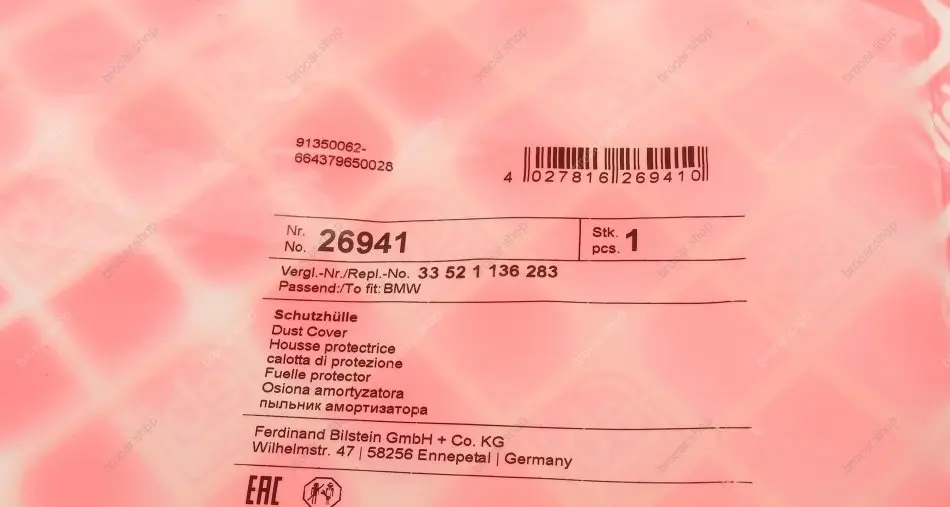 91350062-
664379650028
4 027816 269410
Nr.
No. 26941
Stk.
pcs. 1
Vergl.-Nr./Repl.-No. 33 52 1 136 283
Passend:/To fit: BMW
Schutzhülle
Dust Cover
Housse protectrice
calotta di protezione
Fuelle protector
Osiona amortyzatora
пыльник амортизатора
Ferdinand Bilstein GmbH + Co. KG
Wilhelmstr. 47 | 58256 Ennepetal | Germany
EAC
brocar.shop